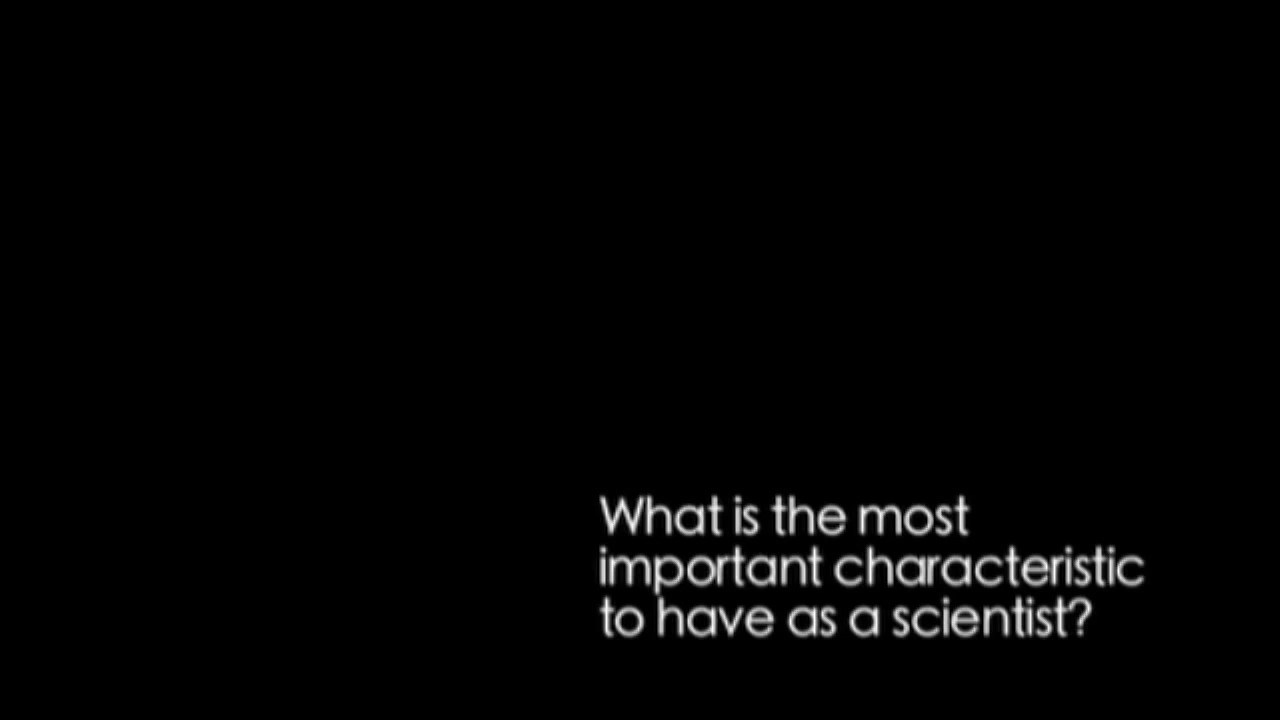 What is the most
important characteristic
to have as a scientist?